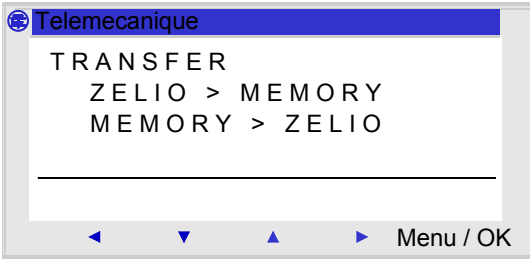 Telemecanique
TRANSFER
ZELIO > MEMORY
MEMORY > ZELIO
◄ ▼ ▲ ► Menu / OK